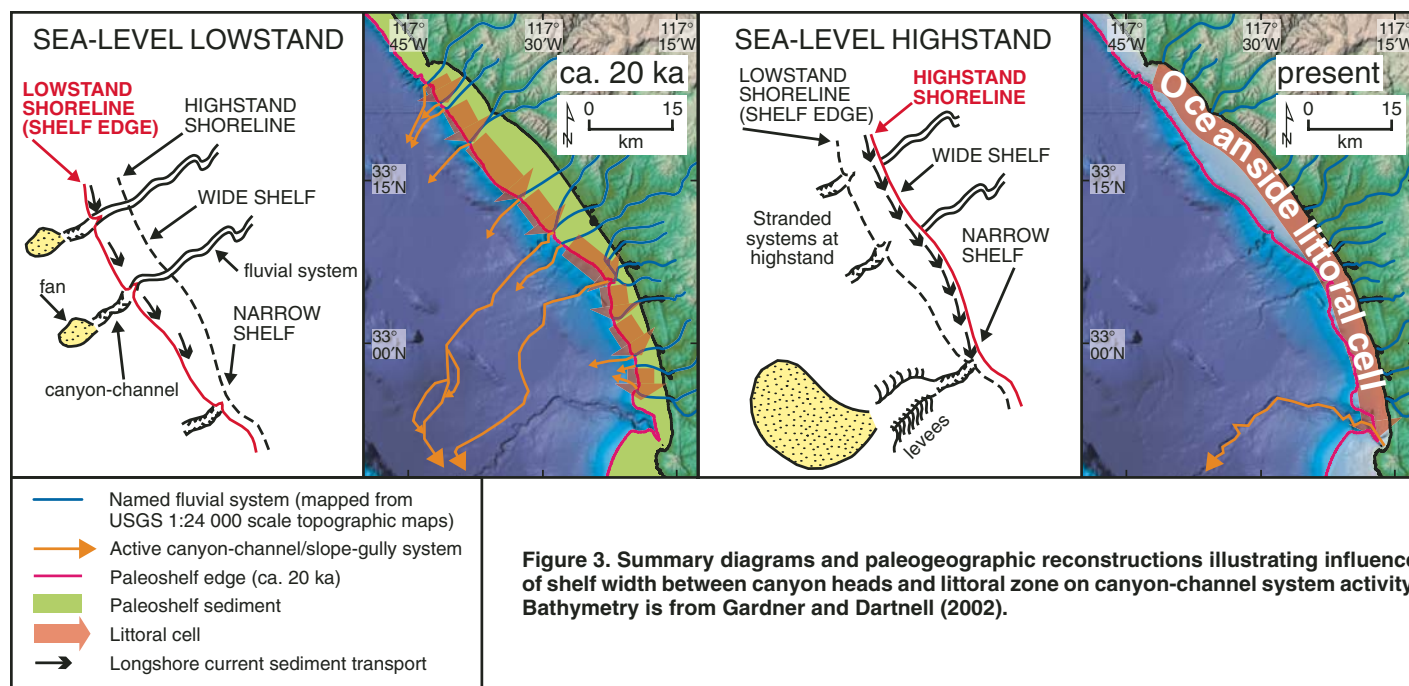 SEA-LEVEL LOWSTAND
LOWSTAND
SHORELINE
(SHELF EDGE)
HIGHSTAND
SHORELINE
WIDE SHELF
fluvial system
fan
NARROW
SHELF
canyon-channel
117°
45′W
117°
30′W
117°
15′W
ca. 20 ka
0 15
km
N
33°
15′N
33°
00′N
SEA-LEVEL HIGHSTAND
LOWSTAND
SHORELINE
(SHELF EDGE)
HIGHSTAND
SHORELINE
WIDE SHELF
Stranded
systems at
highstand
NARROW
SHELF
levees
117°
45′W
117°
30′W
117°
15′W
present
0 15
km
N
33°
15′N
33°
00′N
Oceanside littoral cell
Named fluvial system (mapped from
USGS 1:24 000 scale topographic maps)
Active canyon-channel/slope-gully system
Paleoshelf edge (ca. 20 ka)
Paleoshelf sediment
Littoral cell
Longshore current sediment transport
Figure 3. Summary diagrams and paleogeographic reconstructions illustrating influence
of shelf width between canyon heads and littoral zone on canyon-channel system activity
Bathymetry is from Gardner and Dartnell (2002).